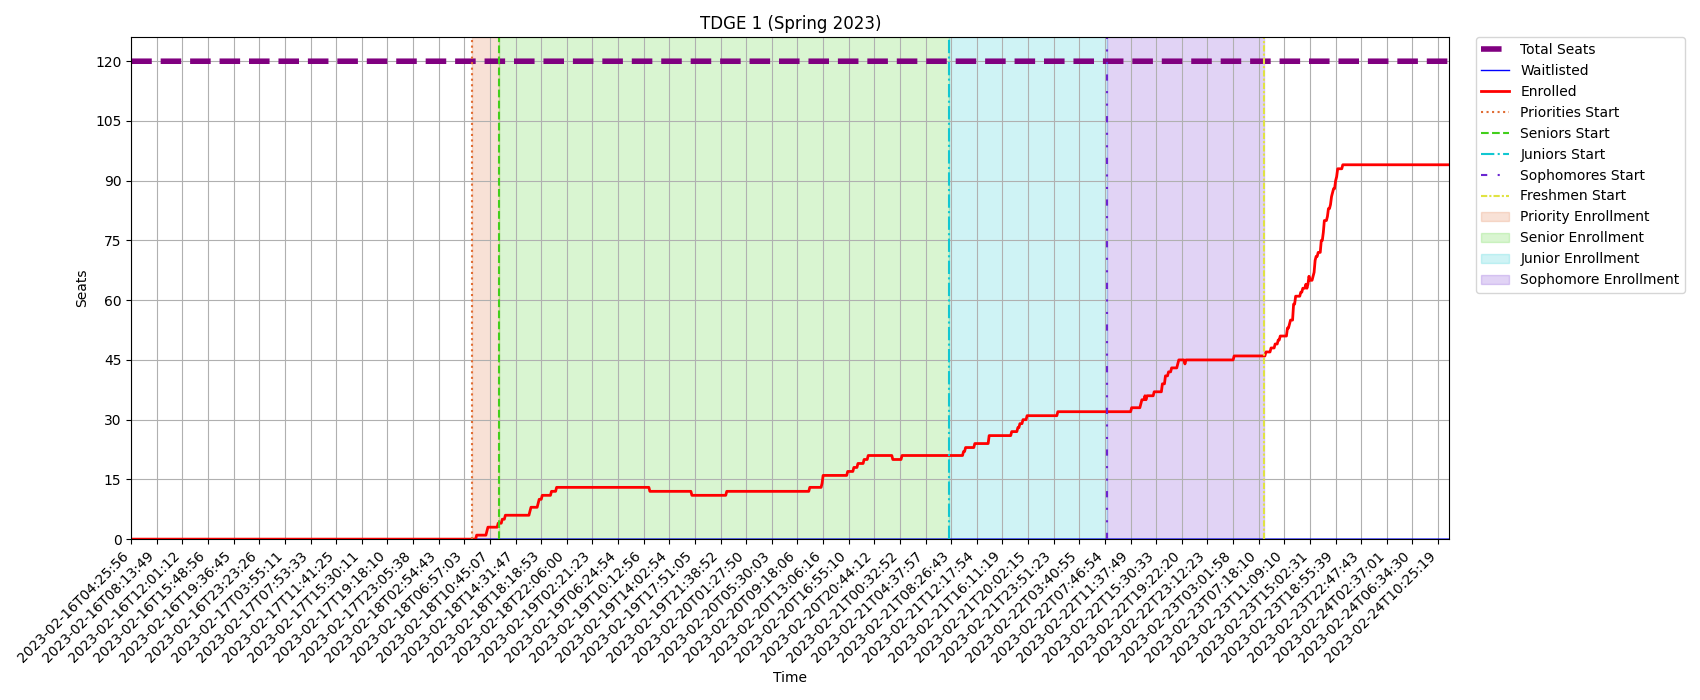 TDGE 1 (Spring 2023)
Total Seats
Waitlisted
Enrolled
Priorities Start
Seniors Start
Juniors Start
Sophomores Start
Freshmen Start
Priority Enrollment
Senior Enrollment
Junior Enrollment
Sophomore Enrollment
Seats
120
105
90
75
60
45
30
15
0
2023-02-16T04:25:56
2023-02-16T08:13:49
2023-02-16T12:01:12
2023-02-16T15:48:56
2023-02-16T19:36:45
2023-02-16T23:23:26
2023-02-17T03:55:11
2023-02-17T07:53:33
2023-02-17T11:41:25
2023-02-17T15:30:11
2023-02-17T19:18:10
2023-02-17T23:05:38
2023-02-18T02:54:43
2023-02-18T06:57:03
2023-02-18T10:45:07
2023-02-18T14:31:47
2023-02-18T18:18:53
2023-02-18T22:06:00
2023-02-19T02:21:23
2023-02-19T06:24:54
2023-02-19T10:12:56
2023-02-19T14:02:54
2023-02-19T17:51:05
2023-02-19T21:38:52
2023-02-20T01:27:50
2023-02-20T05:30:03
2023-02-20T09:18:06
2023-02-20T13:06:16
2023-02-20T16:55:10
2023-02-20T20:44:12
2023-02-21T00:32:52
2023-02-21T04:37:57
2023-02-21T08:26:43
2023-02-21T12:17:54
2023-02-21T16:11:19
2023-02-21T20:02:15
2023-02-21T23:51:23
2023-02-22T03:40:55
2023-02-22T07:46:54
2023-02-22T11:37:49
2023-02-22T15:30:33
2023-02-22T19:22:20
2023-02-22T23:12:23
2023-02-23T03:01:58
2023-02-23T07:18:10
2023-02-23T11:09:10
2023-02-23T15:02:31
2023-02-23T18:55:39
2023-02-23T22:47:43
2023-02-24T02:37:01
2023-02-24T06:34:30
2023-02-24T10:25:19
Time